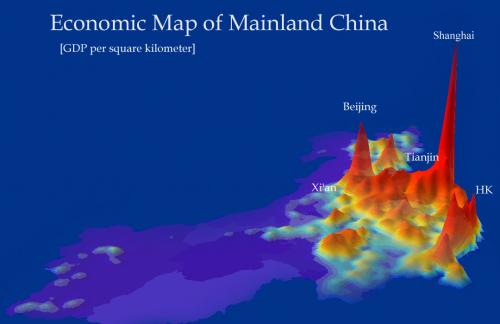 Economic Map of Mainland China
[GDP per square kilometer]
Shanghai
Beijing
Tianjin
Xi'an
HK